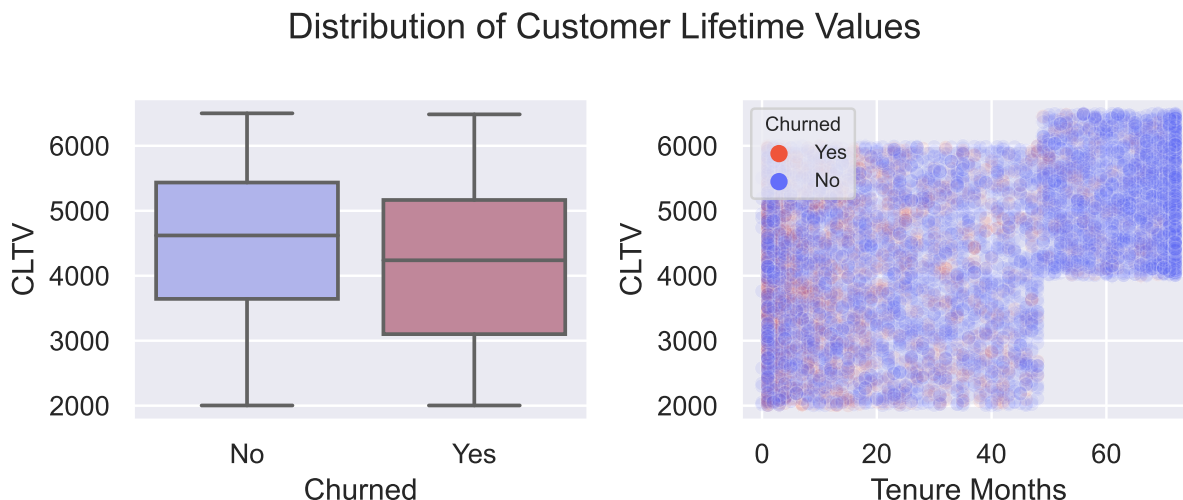 Distribution of Customer Lifetime Values
CLTV
6000
5000
4000
3000
2000
No
Yes
Churned
CLTV
6000
5000
4000
3000
2000
Churned
Yes
No
0
20
40
60
Tenure Months